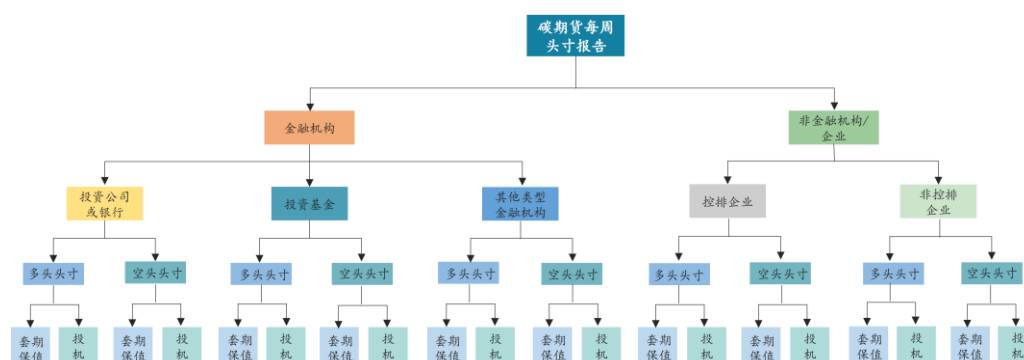 碳期货每周
头寸报告
金融机构
非金融机构/
企业
投资公司
或银行
投资基金
其他类型
金融机构
控排企业
非控排
企业
多头头寸
空头头寸
多头头寸
空头头寸
多头头寸
空头头寸
多头头寸
空头头寸
多头头寸
空头头寸
套期
保值
投
机
套期
保值
投
机
套期
保值
投
机
套期
保值
投
机
套期
保值
投
机
套期
保值
投
机
套期
保值
投
机
套期
保值
投
机
套期
保值
投
机
套期
保值
投
机